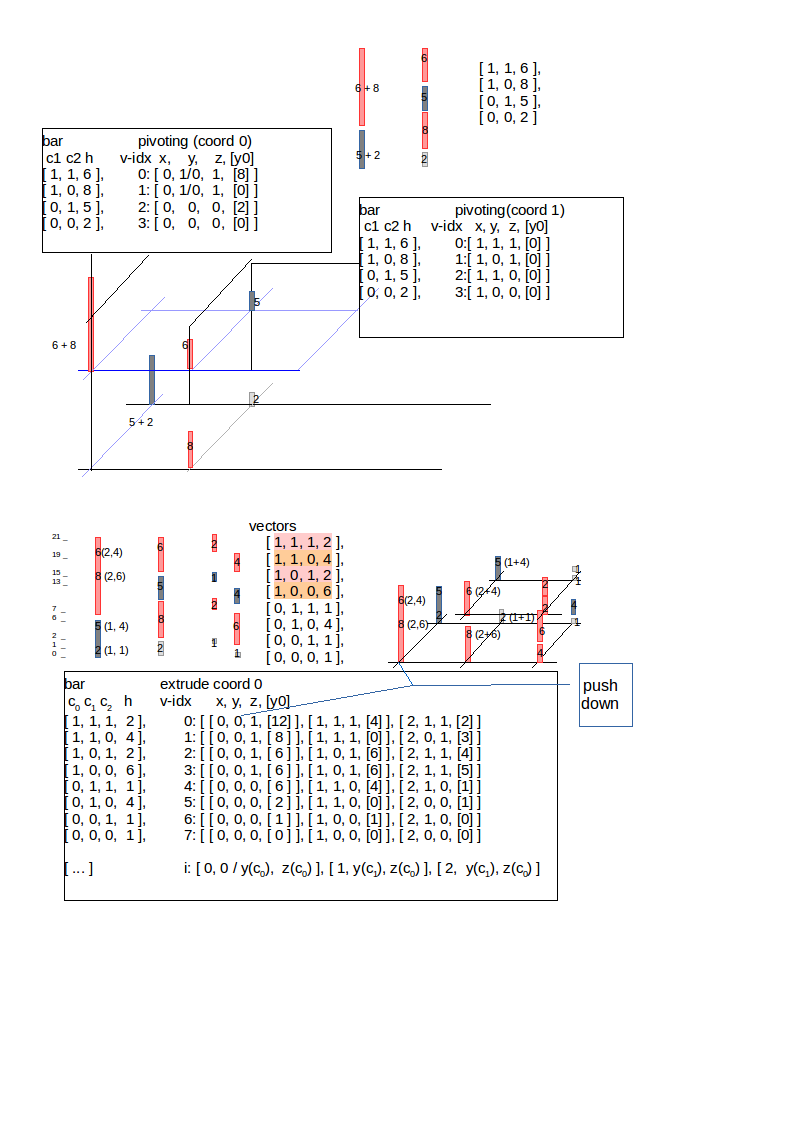 6 + 8
5 + 2
6
5
8
2
[ 1, 1, 6 ],
[ 1, 0, 8 ],
[ 0, 1, 5 ],
[ 0, 0, 2 ]
bar pivoting (coord 0)
c1 c2 h v-idx x, y, z, [y0]
[ 1, 1, 6 ], 0: [ 0, 1/0, 1, [8] ]
[ 1, 0, 8 ], 1: [ 0, 1/0, 1, [0] ]
[ 0, 1, 5 ], 2: [ 0, 0, 0, [2] ]
[ 0, 0, 2 ], 3: [ 0, 0, 0, [0] ]
bar pivoting(coord 1)
c1 c2 h v-idx x, y, z, [y0]
[ 1, 1, 6 ], 0:[ 1, 1, 1, [0] ]
[ 1, 0, 8 ], 1:[ 1, 0, 1, [0] ]
[ 0, 1, 5 ], 2:[ 1, 1, 0, [0] ]
[ 0, 0, 2 ], 3:[ 1, 0, 0, [0] ]
5
6 + 8
6
2
5 + 2
8
vectors
21 _
19 _
15 _
13 _
7 _
6 _
2 _
1 _
0 _
6(2,4)
8 (2,6)
5 (1, 4)
2 (1, 1)
6
5
8
2
2
1
2
1
4
4
6
1
[ 1, 1, 1, 2 ],
[ 1, 1, 0, 4 ],
[ 1, 0, 1, 2 ],
[ 1, 0, 0, 6 ],
[ 0, 1, 1, 1 ],
[ 0, 1, 0, 4 ],
[ 0, 0, 1, 1 ],
[ 0, 0, 0, 1 ],
5 (1+4)
1
1
6(2,4)
5
6 (2+4)
2
2
8 (2,6)
2
2 (1+1)
4
1
8 (2+6)
6
4
push
down
bar extrude coord 0
c0 c1 c2 h v-idx x, y, z, [y0]
[ 1, 1, 1, 2 ], 0: [ [ 0, 0, 1, [12] ], [ 1, 1, 1, [4] ], [ 2, 1, 1, [2] ]
[ 1, 1, 0, 4 ], 1: [ [ 0, 0, 1, [ 8 ] ], [ 1, 1, 1, [0] ], [ 2, 0, 1, [3] ]
[ 1, 0, 1, 2 ], 2: [ [ 0, 0, 1, [ 6 ] ], [ 1, 0, 1, [6] ], [ 2, 1, 1, [4] ]
[ 1, 0, 0, 6 ], 3: [ [ 0, 0, 1, [ 6 ] ], [ 1, 0, 1, [6] ], [ 2, 1, 1, [5] ]
[ 0, 1, 1, 1 ], 4: [ [ 0, 0, 0, [ 6 ] ], [ 1, 1, 0, [4] ], [ 2, 1, 0, [1] ]
[ 0, 1, 0, 4 ], 5: [ [ 0, 0, 0, [ 2 ] ], [ 1, 1, 0, [0] ], [ 2, 0, 0, [1] ]
[ 0, 0, 1, 1 ], 6: [ [ 0, 0, 0, [ 1 ] ], [ 1, 0, 0, [1] ], [ 2, 1, 0, [0] ]
[ 0, 0, 0, 1 ], 7: [ [ 0, 0, 0, [ 0 ] ], [ 1, 0, 0, [0] ], [ 2, 0, 0, [0] ]
[ ... ] i: [ 0, 0 / y(c0), z(c0) ], [ 1, y(c1), z(c0) ], [ 2, y(c1), z(c0) ]